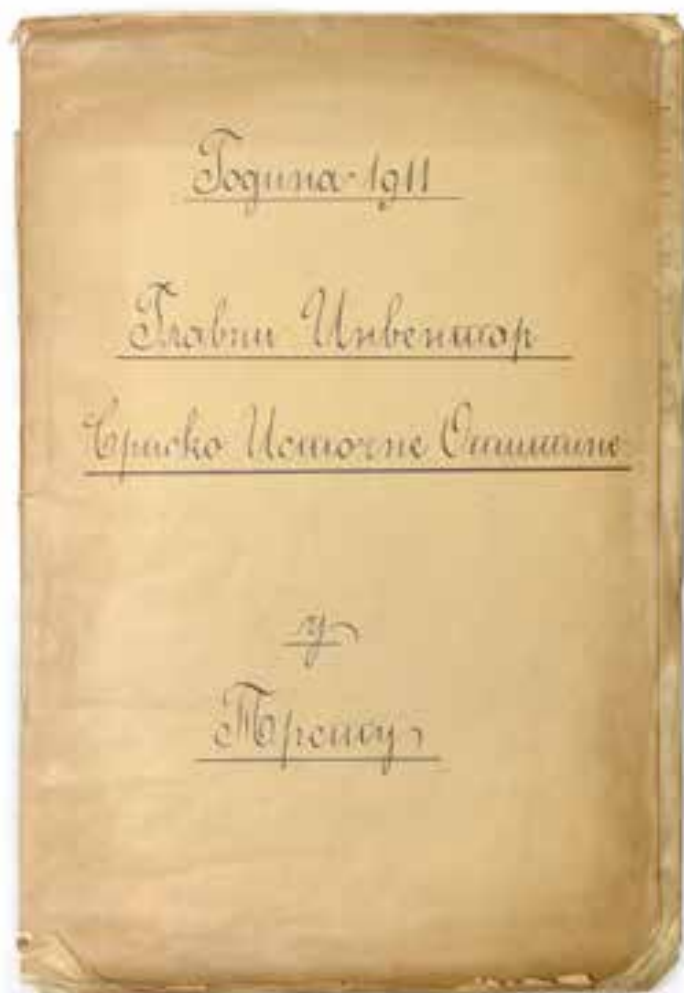 Година 1911
Главни Инвентар
Српско Источне Општине
у
Трсту